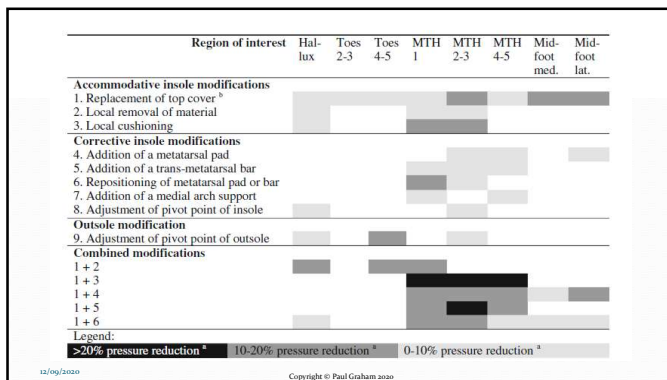 Region of interest Hal- Toes Toes MTH MTH MTH Mid- Mid-
lux 2-3 4-5 1 2-3 4-5 foot foot
med. lat.
Accommodative insole modifications
1. Replacement of top cover b
2. Local removal of material
3. Local cushioning
Corrective insole modifications
4. Addition of a metatarsal pad
5. Addition of a trans-metatarsal bar
6. Repositioning of metatarsal pad or bar
7. Addition of a medial arch support
8. Adjustment of pivot point of insole
Outsole modification
9. Adjustment of pivot point of outsole
Combined modifications
1 + 2
1 + 3
1 + 4
1 + 5
1 + 6
Legend:
>20% pressure reduction a 10-20% pressure reduction a 0-10% pressure reduction a
12/09/2020 Copyright © Paul Graham 2020